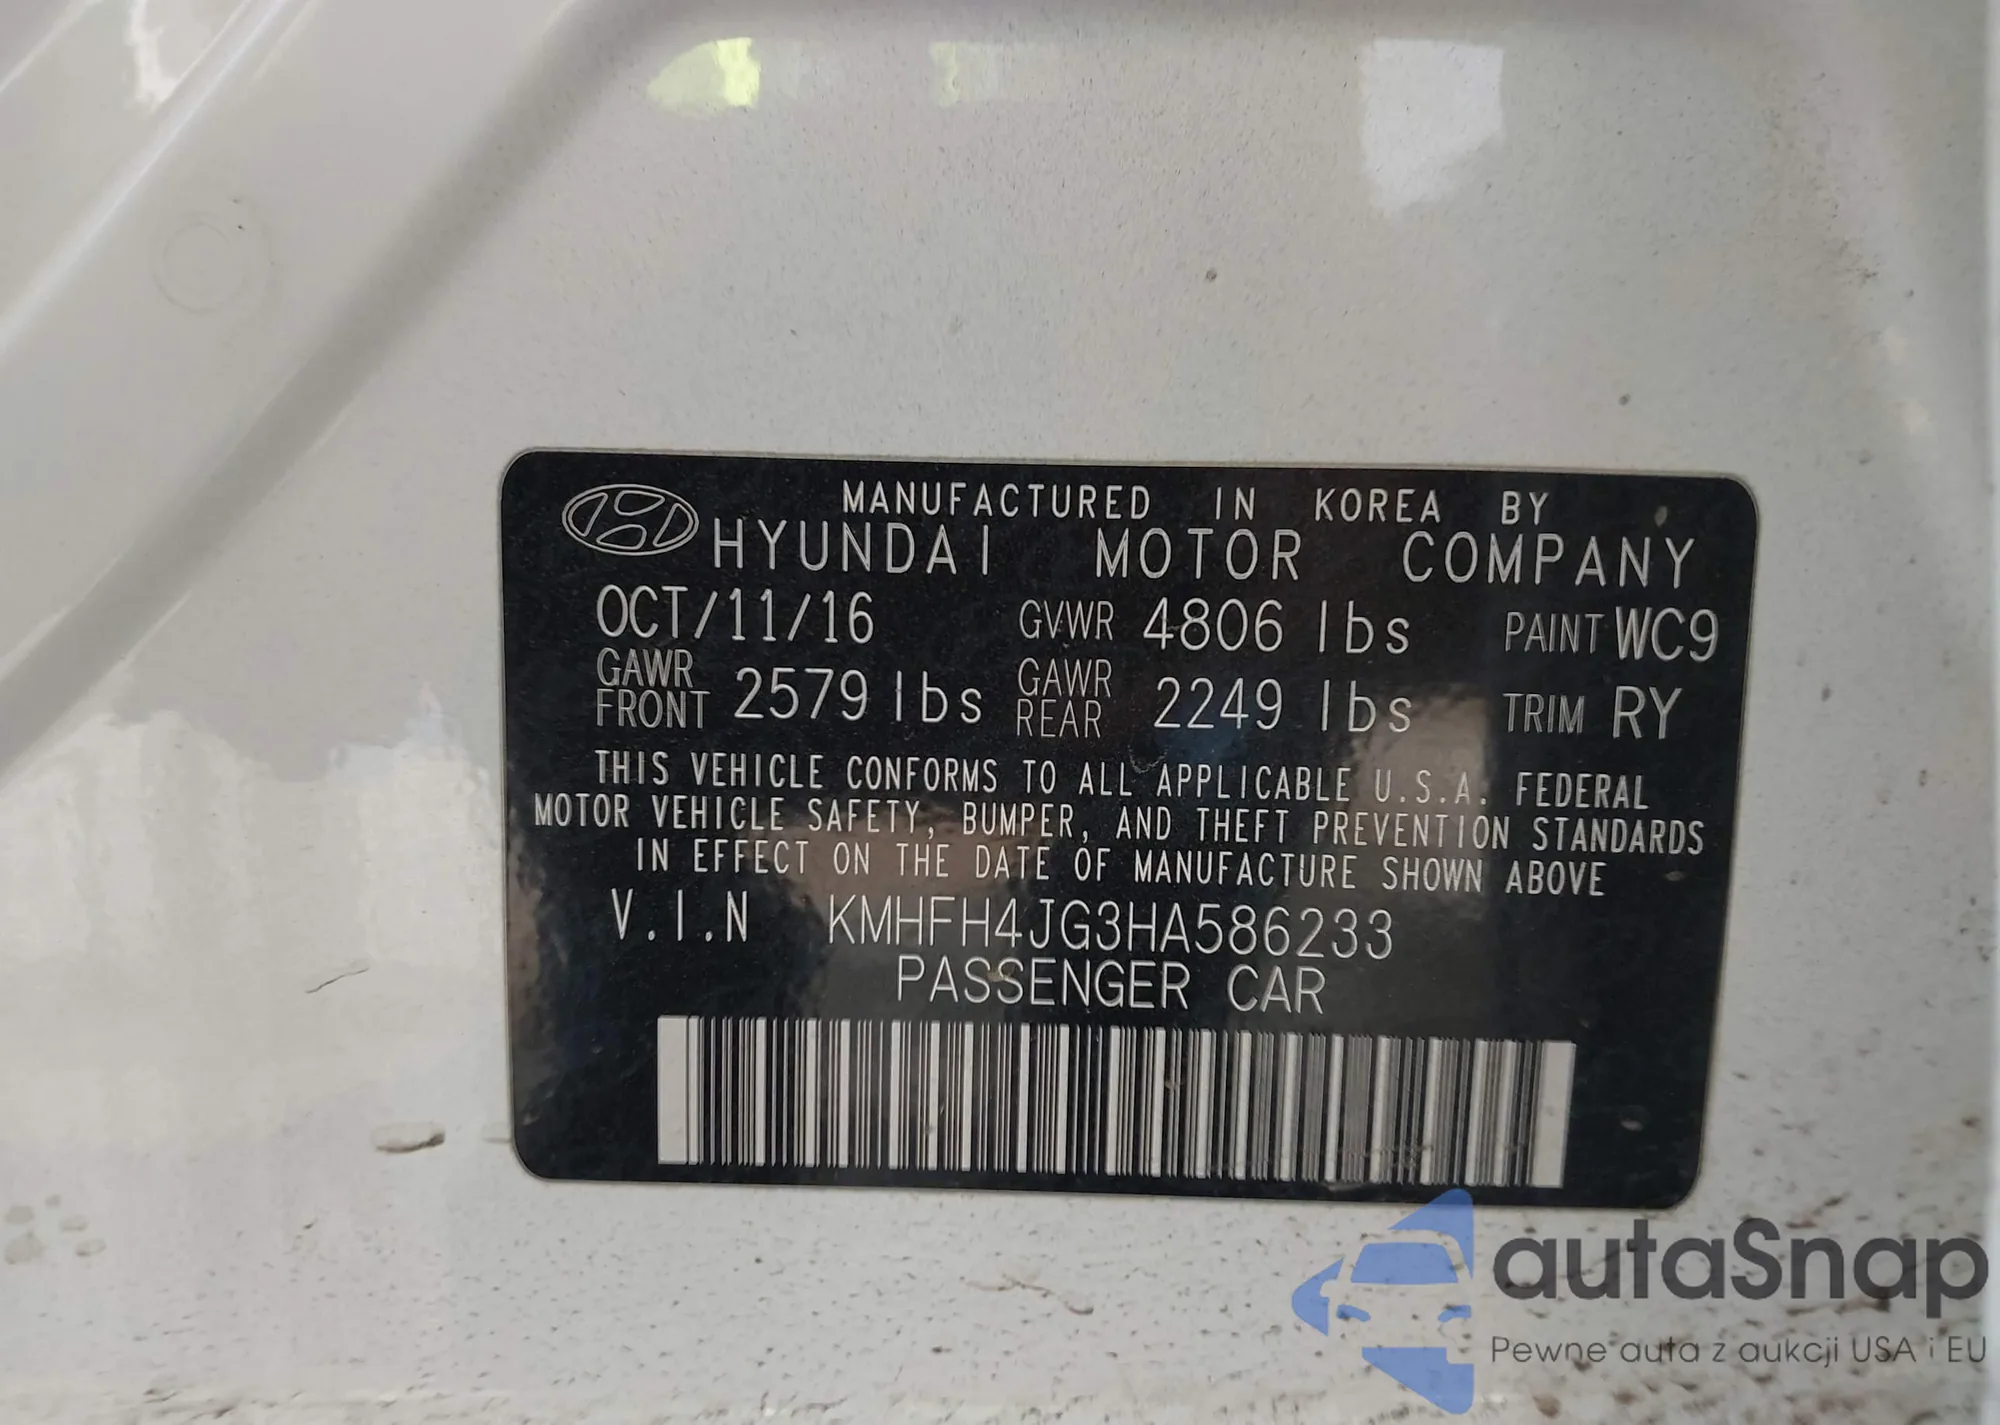 MANUFACTURED IN KOREA BY
HYUNDAI MOTOR COMPANY
OCT/11/16 GVWR 4806 lbs PAINT WC9
GAWR FRONT 2579 lbs GAWR REAR 2249 lbs TRIM RY
THIS VEHICLE CONFORMS TO ALL APPLICABLE U.S.A. FEDERAL
MOTOR VEHICLE SAFETY, BUMPER, AND THEFT PREVENTION STANDARDS
IN EFFECT ON THE DATE OF MANUFACTURE SHOWN ABOVE
V.I.N KMHFH4JG3HA586233
PASSENGER CAR
autaSnap
Pewne auta z aukcji USA i EU